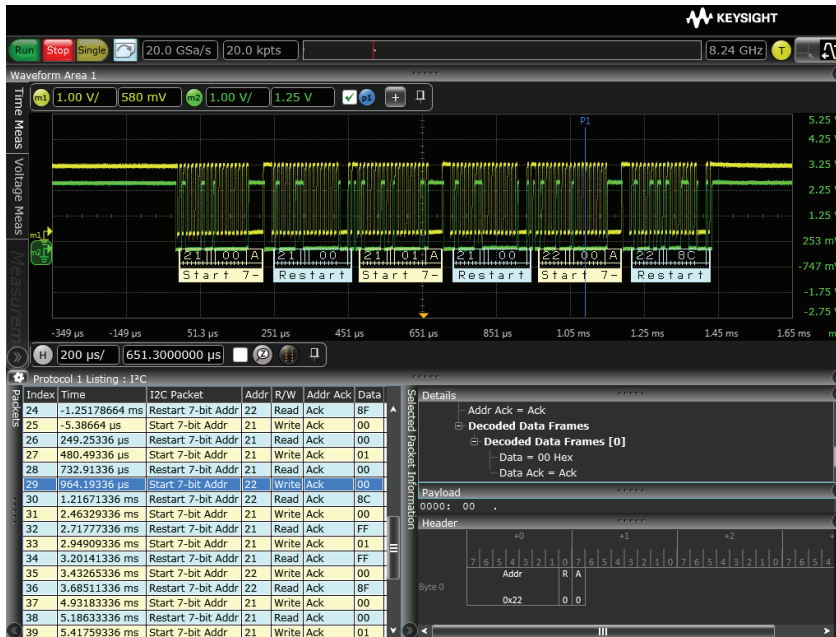 KEYSIGHT
Run Stop Single 20.0 GSa/s 20.0 kpts 8.24 GHz T
Waveform Area 1
m1 1.00 V/ 580 mV m2 1.00 V/ 1.25 V p1 +
Time Meas
Voltage Meas
Measurem
P1
5.25
4.25
3.25
2.25
1.25
253 m
-747 m
-1.75
-2.75
m1
m2
21 00 A 21 00 21 01 A 21 00 22 00 A 22 8C
Start 7- Restart Start 7- Restart Start 7- Restart
-349 µs -149 µs 51.3 µs 251 µs 451 µs 651 µs 851 µs 1.05 ms 1.25 ms 1.45 ms 1.65 ms
H 200 µs/ 651.3000000 µs Z
Protocol 1 Listing : I²C
Packets
Index Time I2C Packet Addr R/W Addr Ack Data
24 -1.25178664 ms Restart 7-bit Addr 22 Read Ack 8F
25 -5.38664 µs Start 7-bit Addr 21 Write Ack 00
26 249.25336 µs Restart 7-bit Addr 21 Read Ack 00
27 480.49336 µs Start 7-bit Addr 21 Write Ack 01
28 732.91336 µs Restart 7-bit Addr 21 Read Ack 00
29 964.19336 µs Start 7-bit Addr 22 Write Ack 00
30 1.21671336 ms Restart 7-bit Addr 22 Read Ack 8C
31 2.46329336 ms Start 7-bit Addr 21 Write Ack 00
32 2.71777336 ms Restart 7-bit Addr 21 Read Ack FF
33 2.94909336 ms Start 7-bit Addr 21 Write Ack 01
34 3.20141336 ms Restart 7-bit Addr 21 Read Ack FF
35 3.43265336 ms Start 7-bit Addr 22 Write Ack 00
36 3.68511336 ms Restart 7-bit Addr 22 Read Ack 8F
37 4.93183336 ms Start 7-bit Addr 21 Write Ack 00
38 5.18633336 ms Restart 7-bit Addr 21 Read Ack 00
39 5.41759336 ms Start 7-bit Addr 21 Write Ack 01
Selected Packet Information
Details
Addr Ack = Ack
Decoded Data Frames
Decoded Data Frames [0]
Data = 00 Hex
Data Ack = Ack
Payload
0000: 00 .
Header
+0 +1 +2
7 6 5 4 3 2 1 0 7 6 5 4 3 2 1 0 7 6 5 4 3 2 1 0 7 6 5 4
Addr R A
Byte 0
0x22 0 0